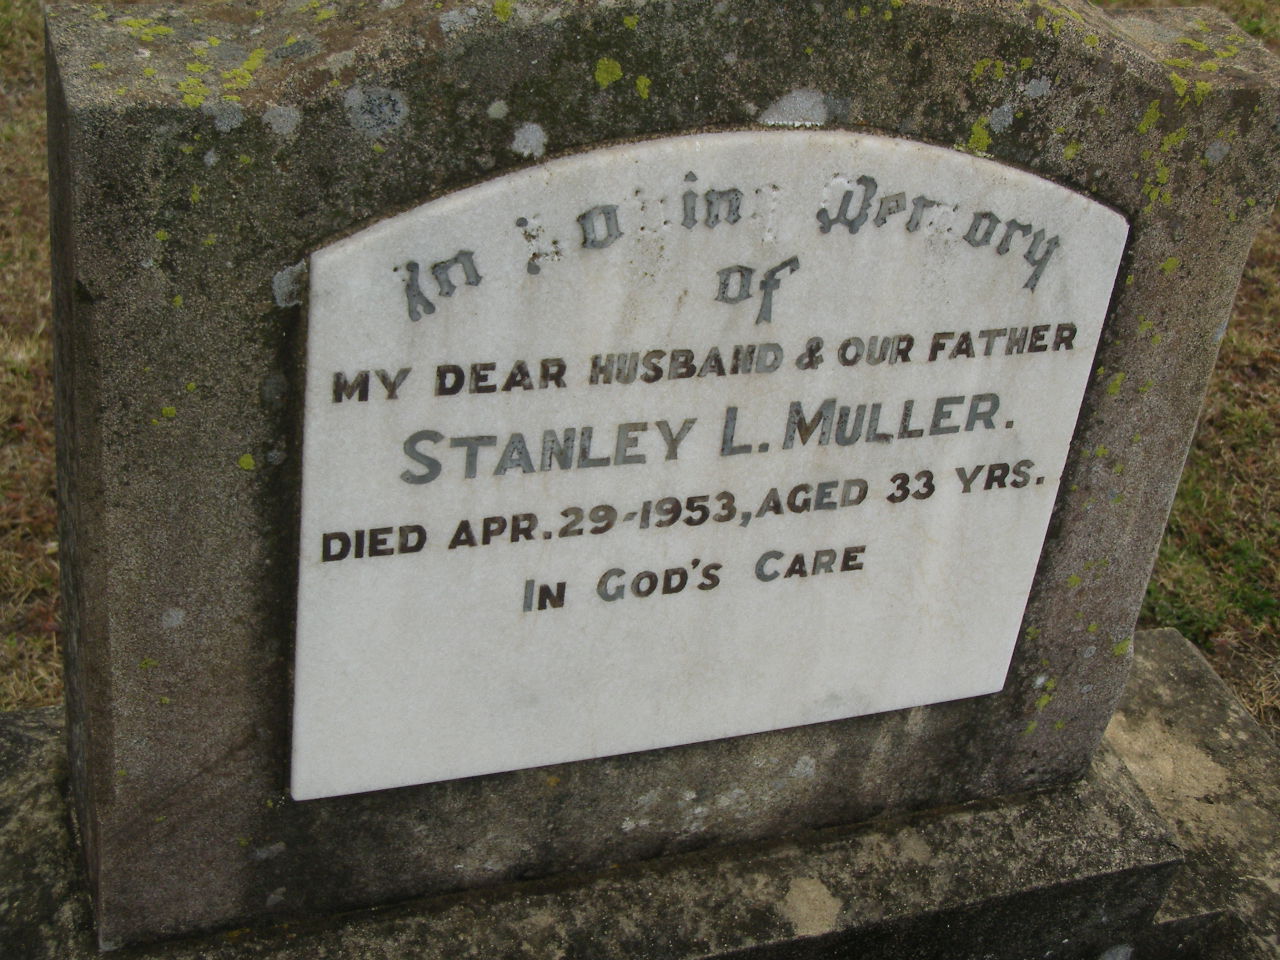 In Loving Memory
of
MY DEAR HUSBAND & OUR FATHER
STANLEY L. MULLER.
DIED APR. 29-1953, AGED 33 YRS.
IN GOD'S CARE